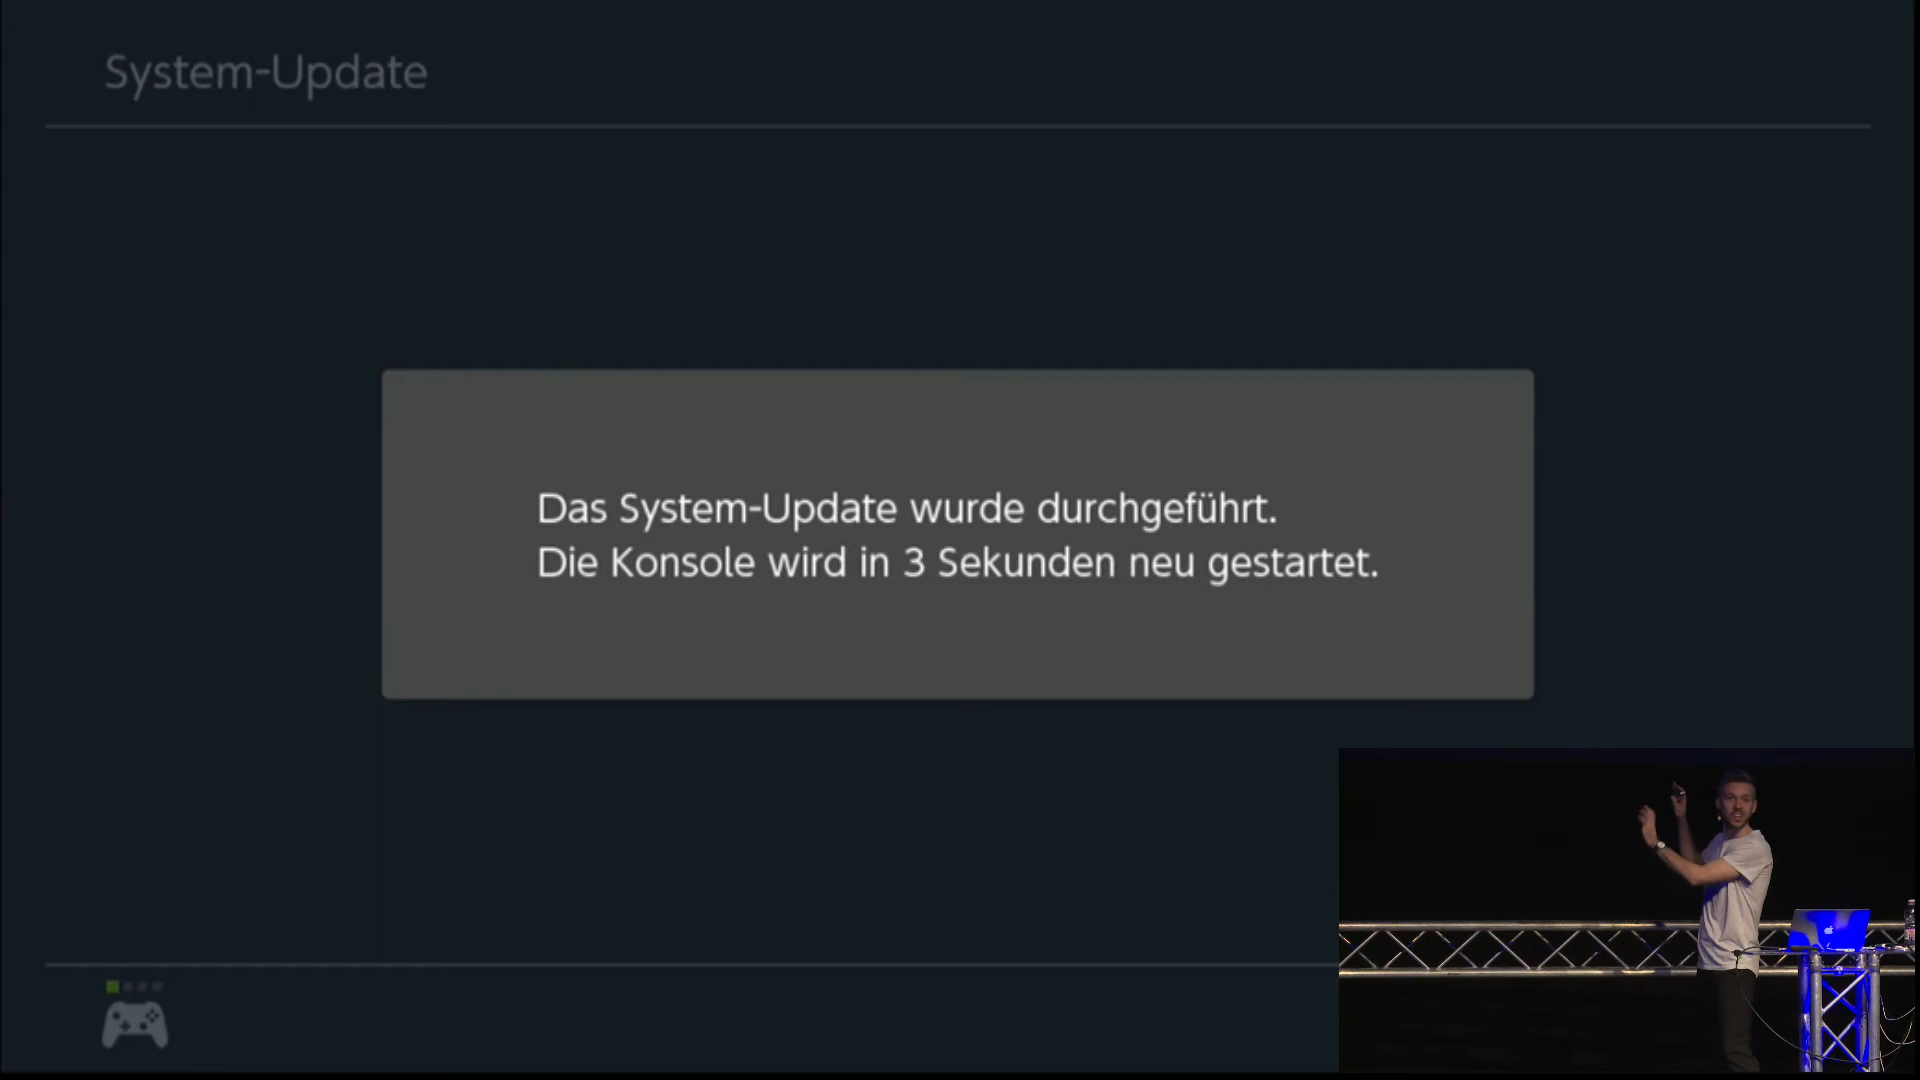 System-Update
Das System-Update wurde durchgeführt.
Die Konsole wird in 3 Sekunden neu gestartet.